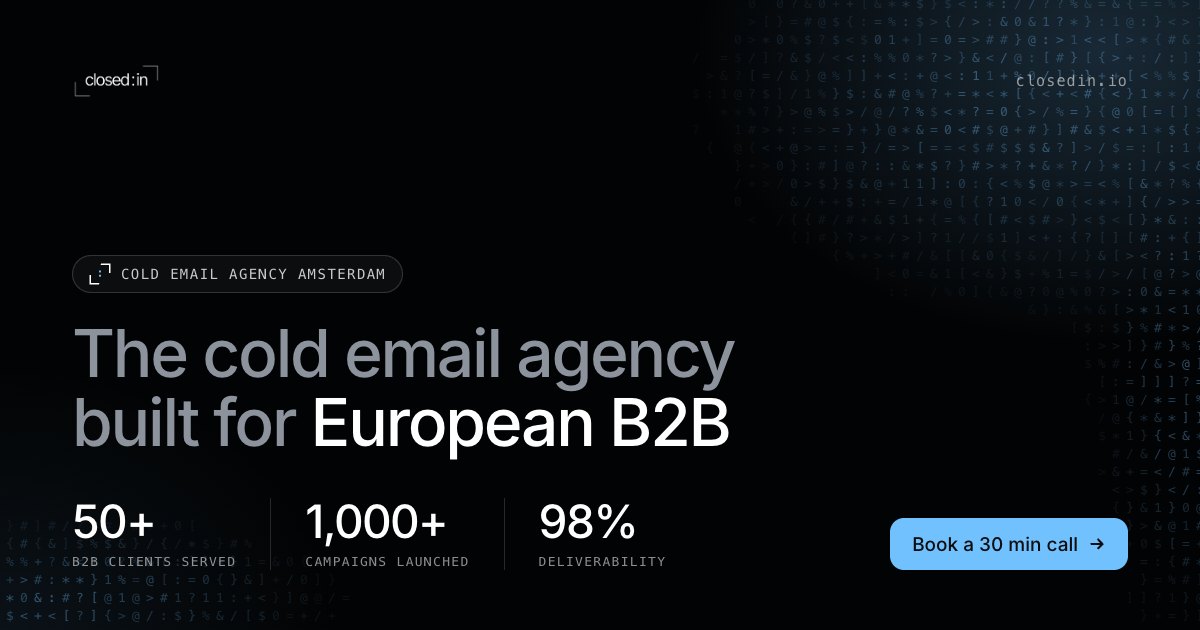 closed:in
closedin.io
COLD EMAIL AGENCY AMSTERDAM
The cold email agency
built for European B2B
50+
B2B CLIENTS SERVED
1,000+
CAMPAIGNS LAUNCHED
98%
DELIVERABILITY
Book a 30 min call →